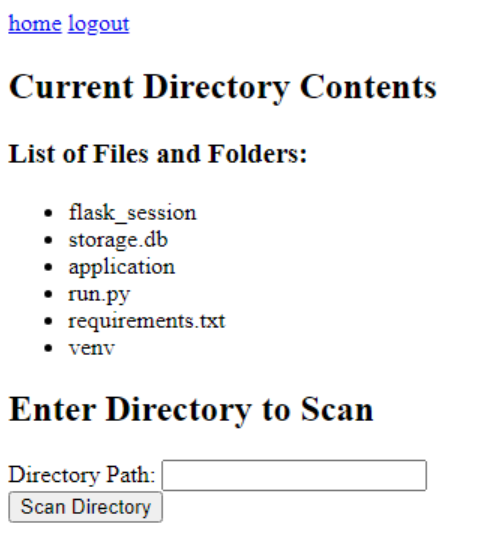 home logout
Current Directory Contents
List of Files and Folders:
flask_session
storage.db
application
run.py
requirements.txt
venv
Enter Directory to Scan
Directory Path:
Scan Directory